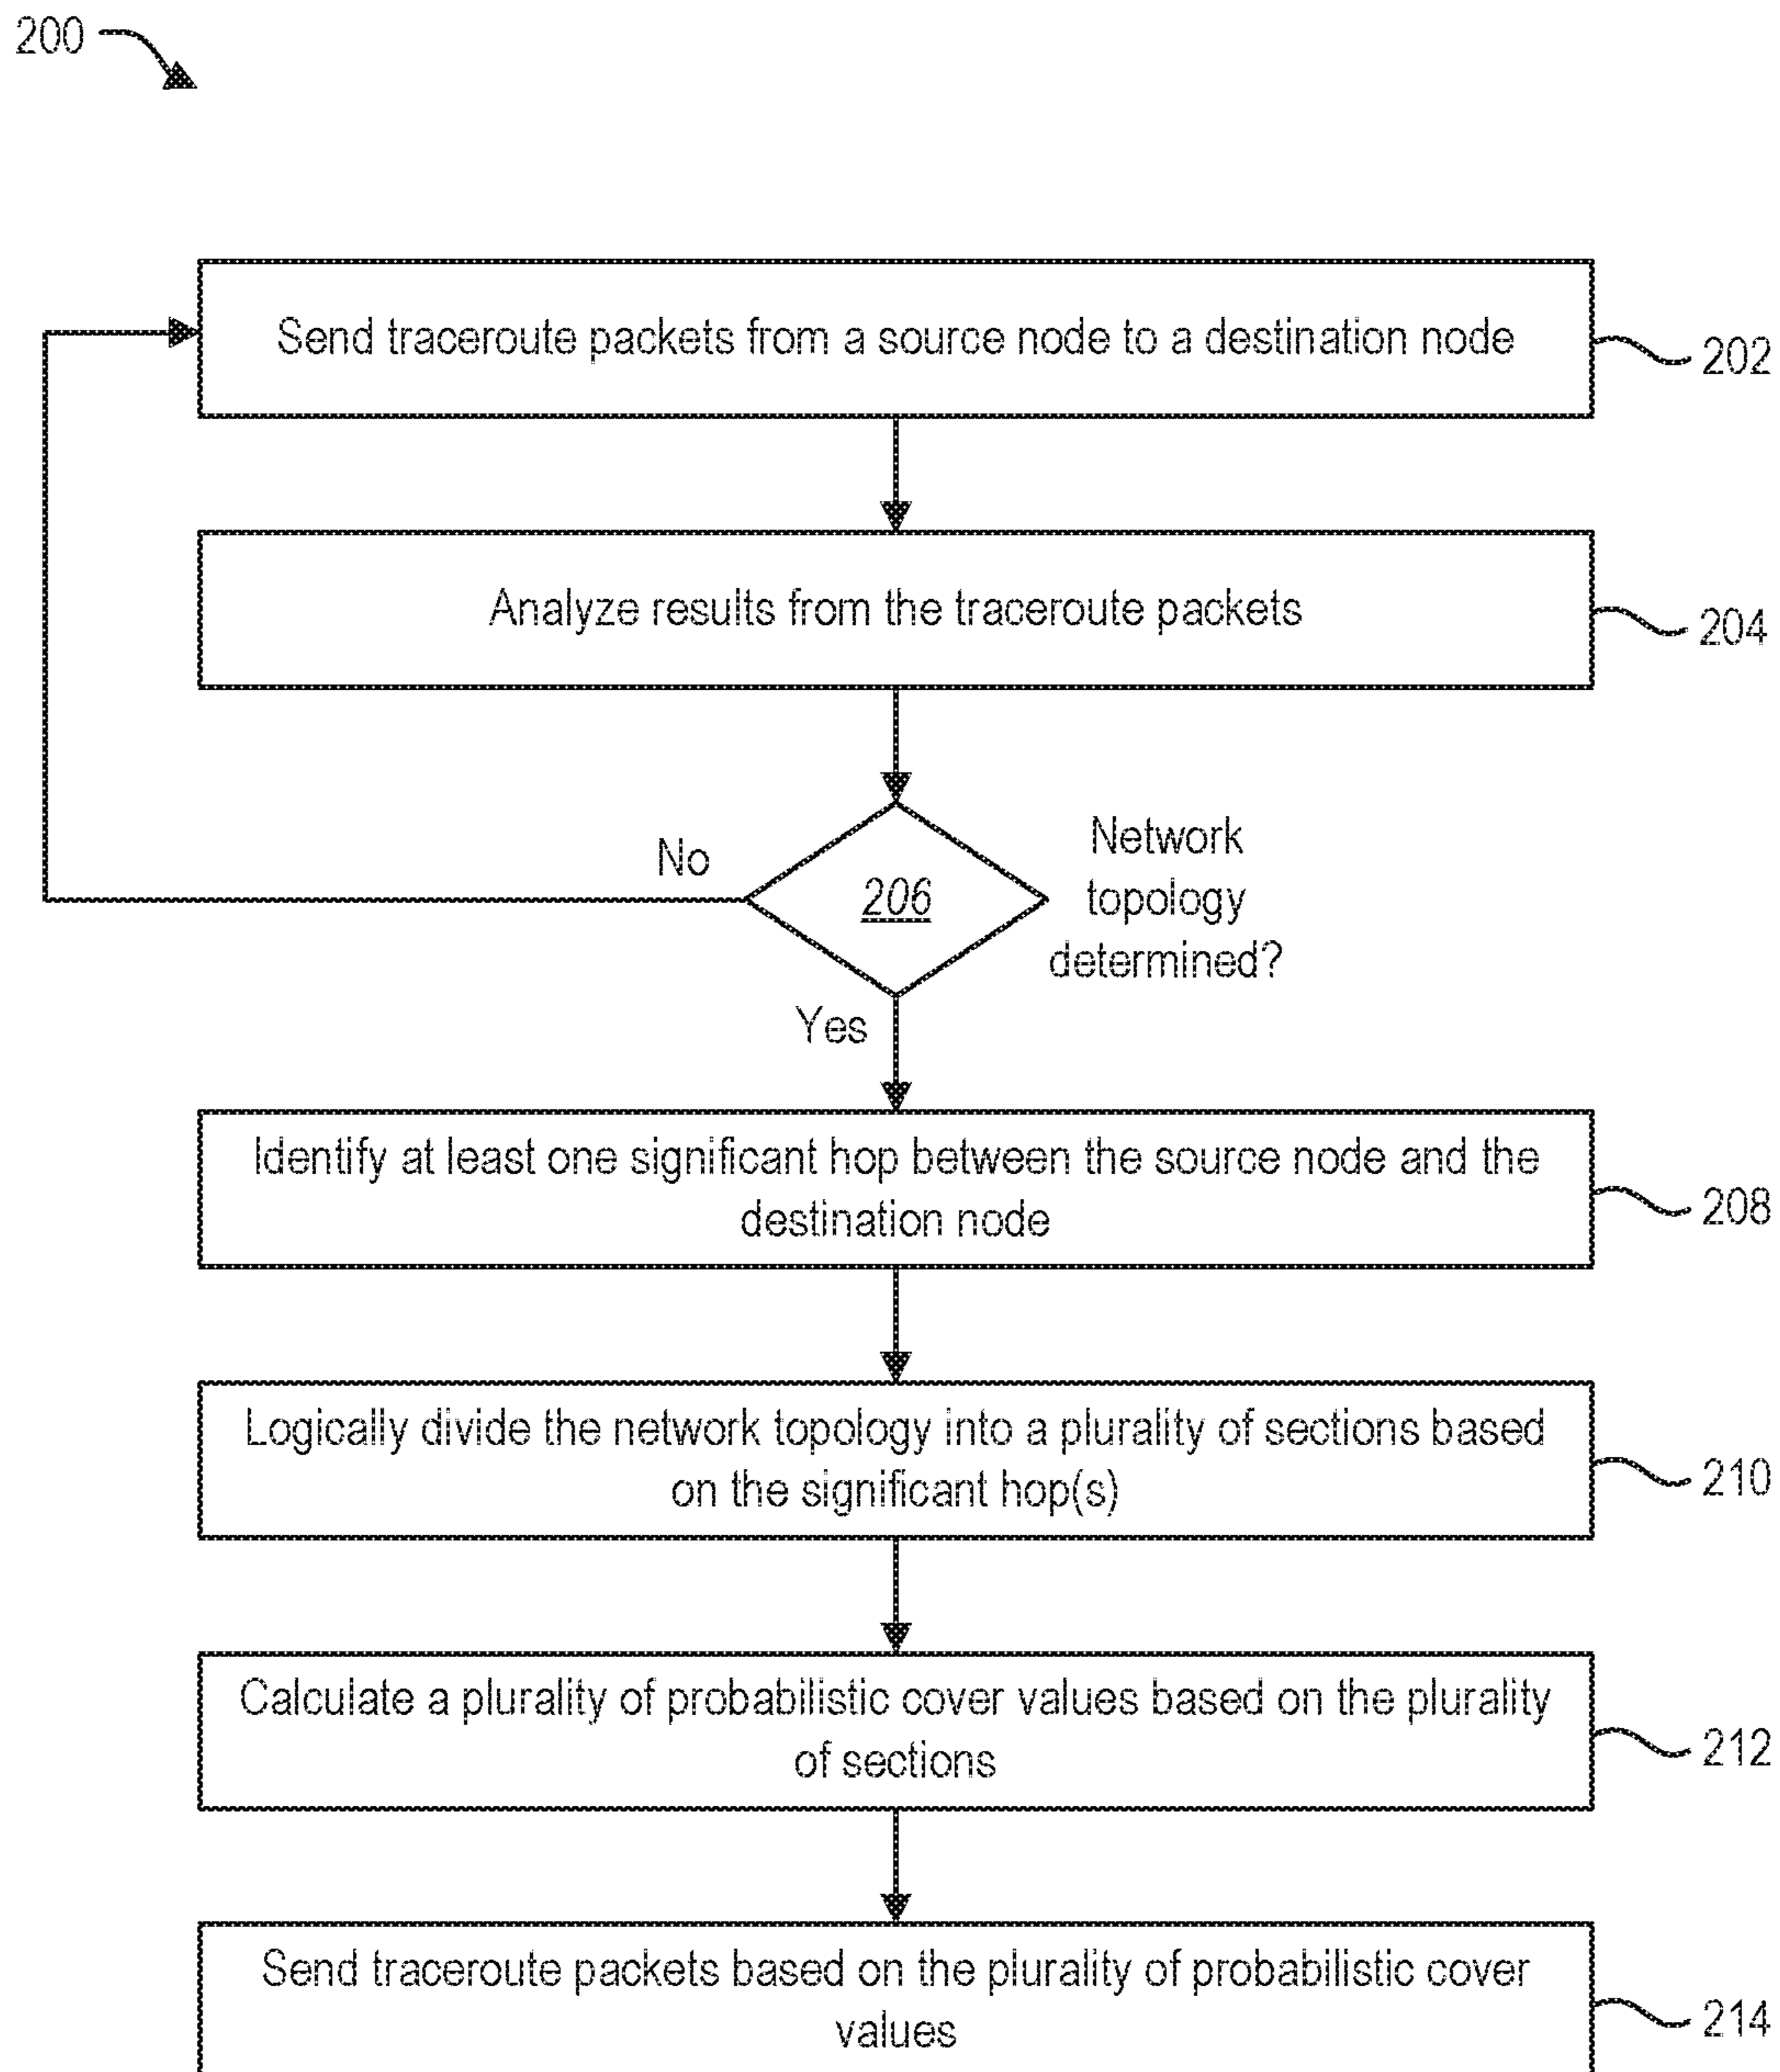 200
Send traceroute packets from a source node to a destination node
202
Analyze results from the traceroute packets
204
No
206
Network
topology
determined?
Yes
Identify at least one significant hop between the source node and the
destination node
208
Logically divide the network topology into a plurality of sections based
on the significant hop(s)
210
Calculate a plurality of probabilistic cover values based on the plurality
of sections
212
Send traceroute packets based on the plurality of probabilistic cover
values
214